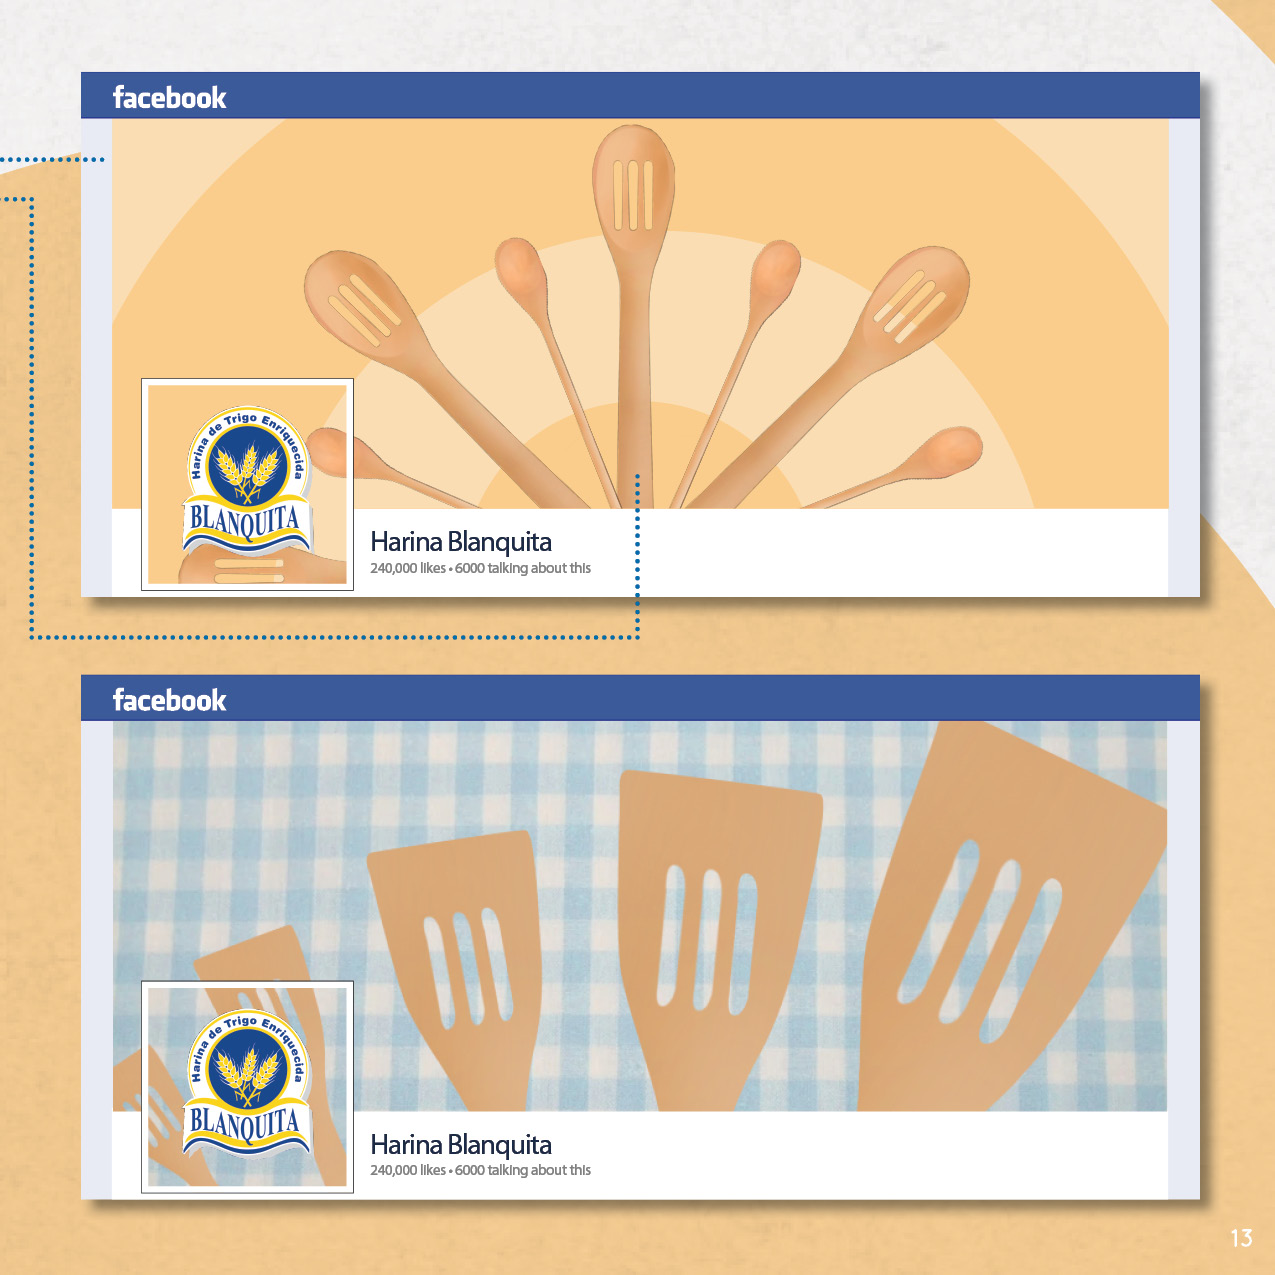 facebook
Harina de Trigo Enriquecida
BLANQUITA
Harina Blanquita
240,000 likes • 6000 talking about this
facebook
Harina de Trigo Enriquecida
BLANQUITA
Harina Blanquita
240,000 likes • 6000 talking about this
13